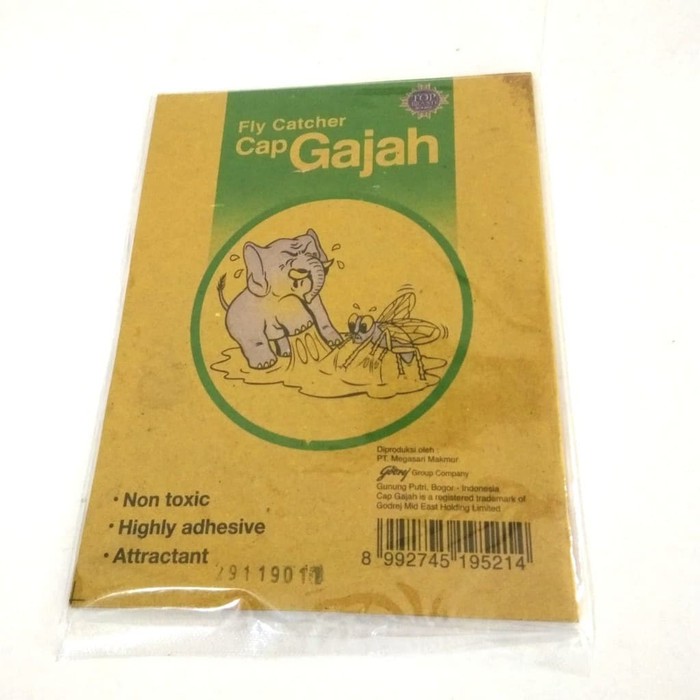 TOP
Fly Catcher
Cap Gajah
Diproduksi oleh :
PT. Megasari Makmur
Godrej Group Company
Gunung Putri, Bogor - Indonesia
Cap Gajah is a registered trademark of
Godrej Mid East Holding Limited
• Non toxic
• Highly adhesive
• Attractant
8 992745 195214